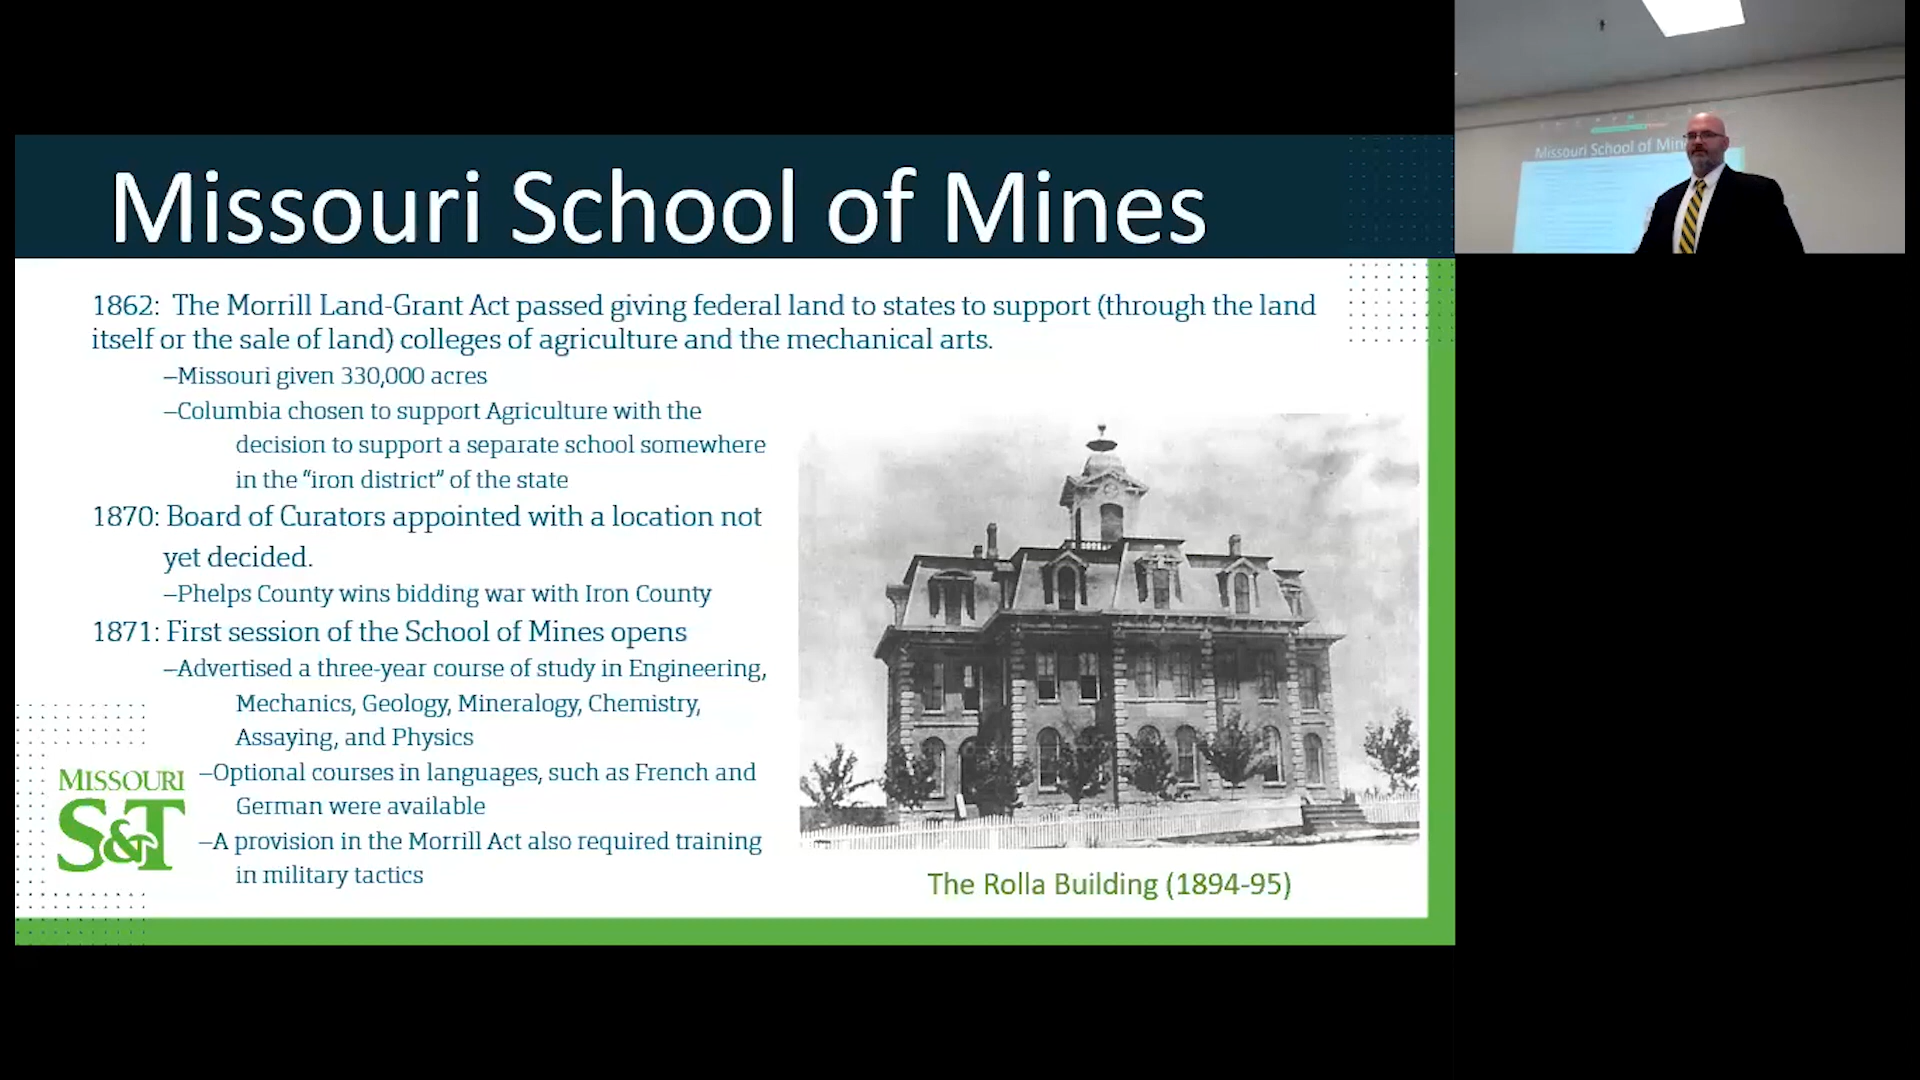 Missouri School of Mines
1862: The Morrill Land-Grant Act passed giving federal land to states to support (through the land
itself or the sale of land) colleges of agriculture and the mechanical arts.
–Missouri given 330,000 acres
–Columbia chosen to support Agriculture with the
decision to support a separate school somewhere
in the “iron district” of the state
1870: Board of Curators appointed with a location not
yet decided.
–Phelps County wins bidding war with Iron County
1871: First session of the School of Mines opens
–Advertised a three-year course of study in Engineering,
Mechanics, Geology, Mineralogy, Chemistry,
Assaying, and Physics
–Optional courses in languages, such as French and
German were available
–A provision in the Morrill Act also required training
in military tactics
MISSOURI
S&T
The Rolla Building (1894-95)
Missouri School of Min